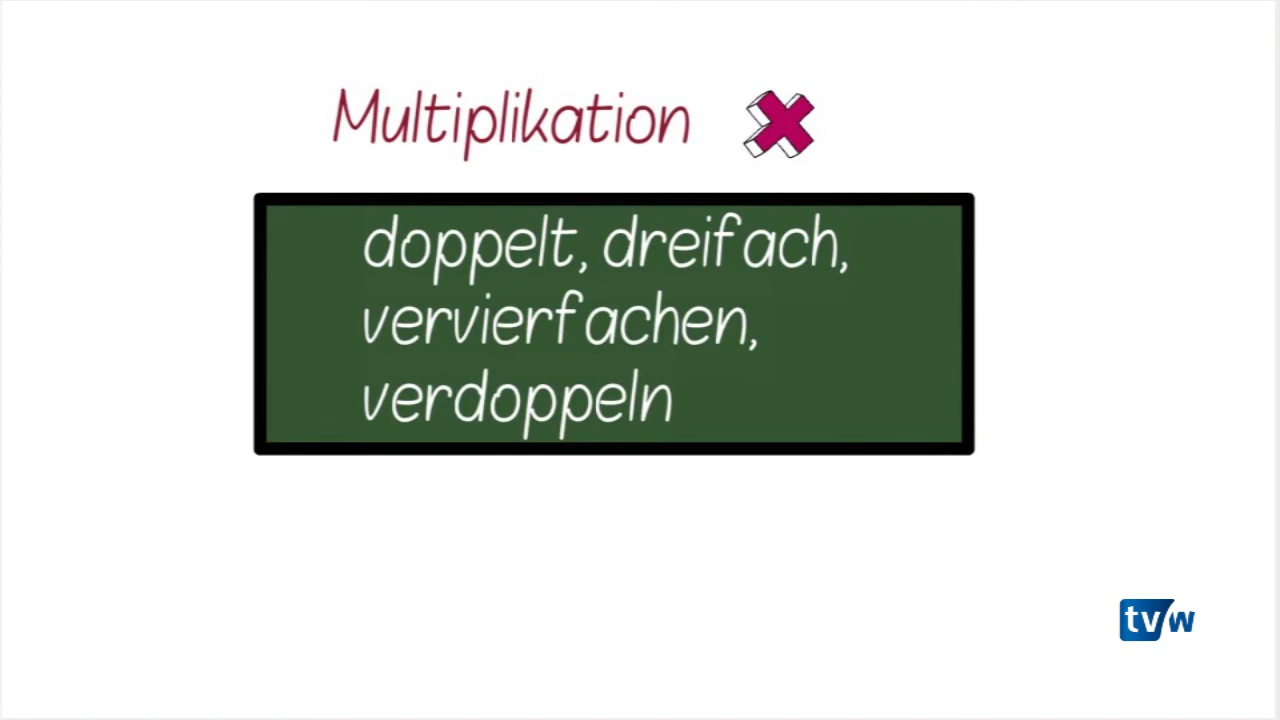 Multiplikation
doppelt, dreifach,
vervierfachen,
verdoppeln
tvw